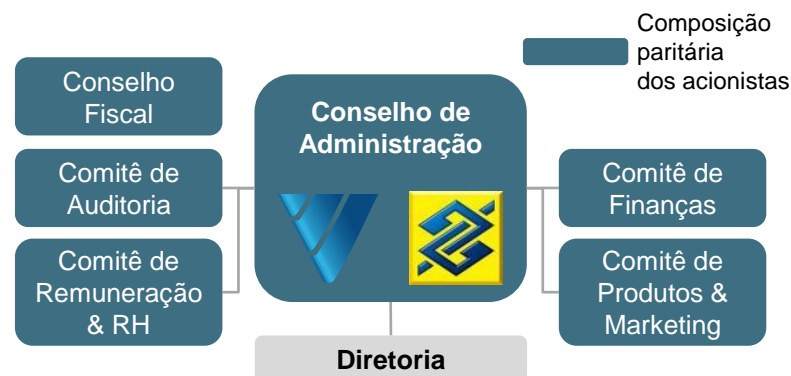 Composição
paritária
dos acionistas
Conselho
Fiscal
Conselho de
Administração
Comitê de
Auditoria
Comitê de
Finanças
Comitê de
Remuneração
& RH
Comitê de
Produtos &
Marketing
Diretoria